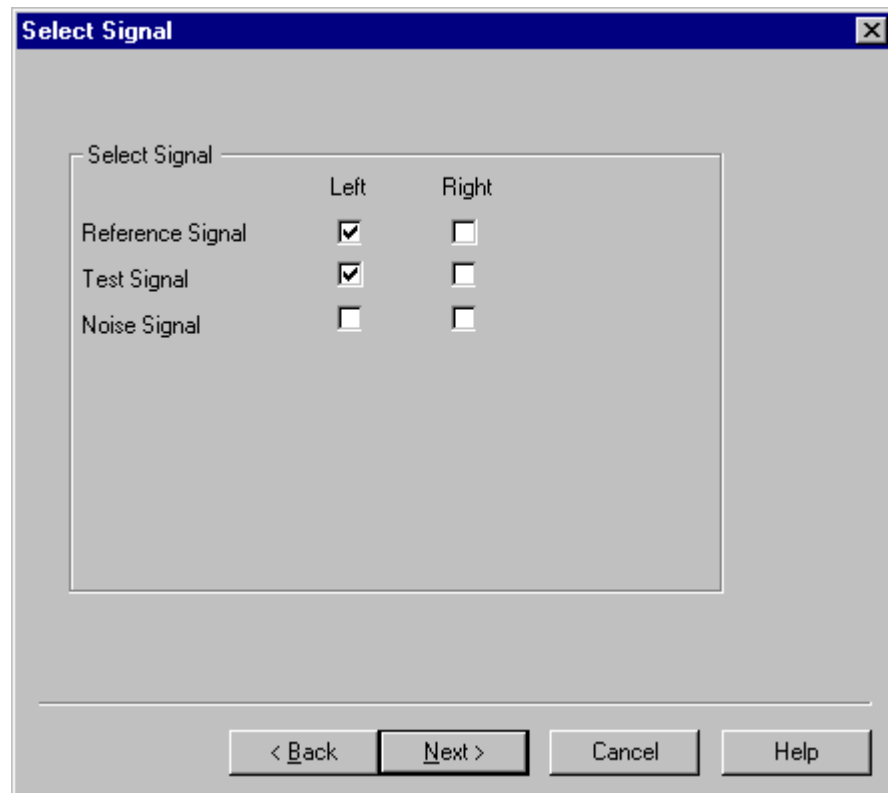 Select Signal
Select Signal
Left Right
Reference Signal
Test Signal
Noise Signal
< Back Next > Cancel Help